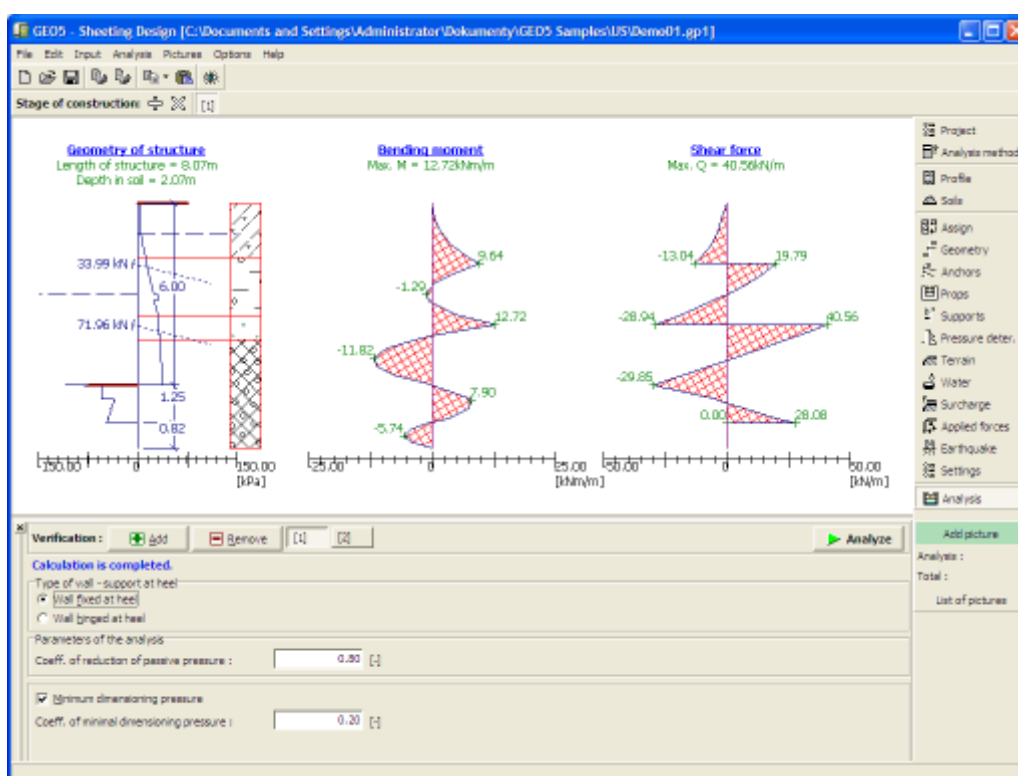 GEO5 - Sheeting Design [C:\Documents and Settings\Administrator\Dokumenty\GEO5 Samples\US\Demo01.gp1]
File Edit Input Analysis Pictures Options Help
Stage of construction: [1]
Geometry of structure
Length of structure = 8.07m
Depth in soil = 2.07m
33.99 kN
6.00
71.96 kN
1.25
0.82
150.00 0 150.00
[kPa]
Bending moment
Max. M = 12.72kNm/m
9.64
-1.29
12.72
-11.82
7.90
-5.74
-25.00 0 25.00
[kNm/m]
Shear force
Max. Q = 40.56kN/m
-13.04 19.79
-28.94 40.56
-29.85
0.00 28.08
-50.00 0 50.00
[kN/m]
Project
Analysis method
Profile
Soils
Assign
Geometry
Anchors
Props
Supports
Pressure deter.
Terrain
Water
Surcharge
Applied forces
Earthquake
Settings
Analysis
Verification : Add Remove [1] [2] Analyze
Calculation is completed.
Type of wall - support at heel
Wall fixed at heel
Wall hinged at heel
Parameters of the analysis
Coeff. of reduction of passive pressure : 0.80 [-]
Minimum dimensioning pressure
Coeff. of minimal dimensioning pressure : 0.20 [-]
Add picture
Analysis :
Total :
List of pictures